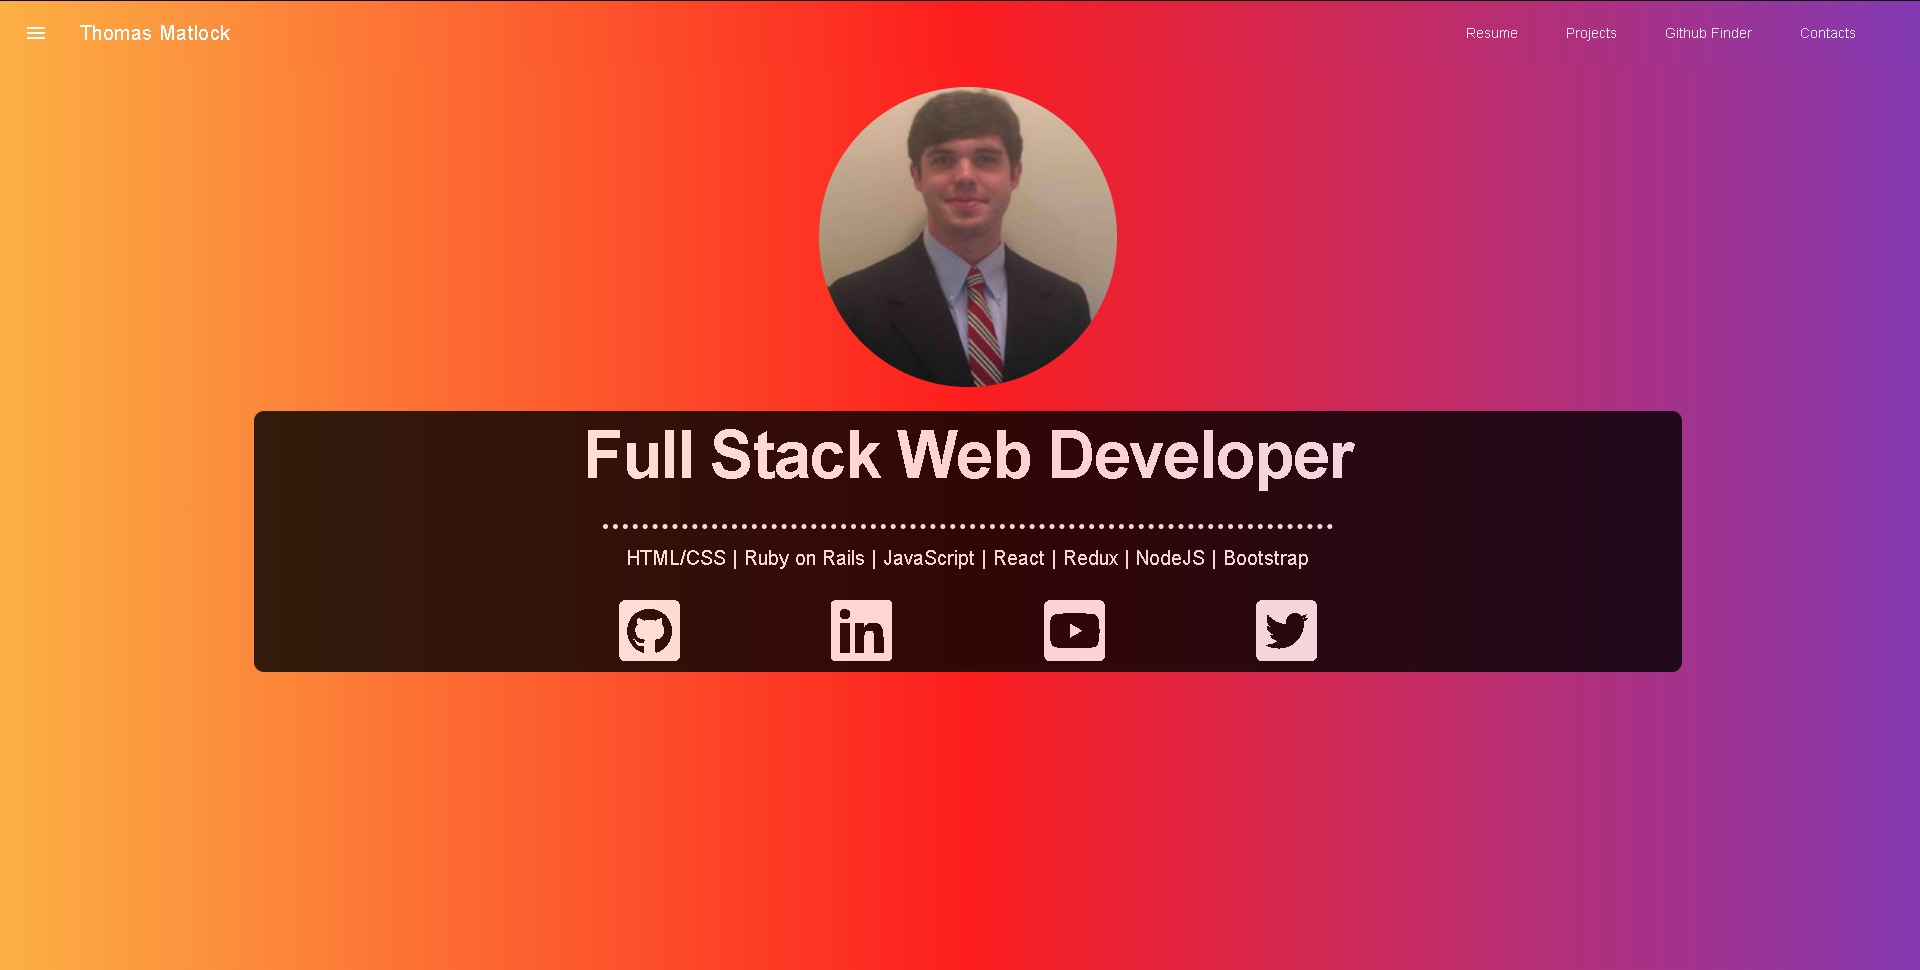 Thomas Matlock
Resume
Projects
Github Finder
Contacts
Full Stack Web Developer
HTML/CSS | Ruby on Rails | JavaScript | React | Redux | NodeJS | Bootstrap
in